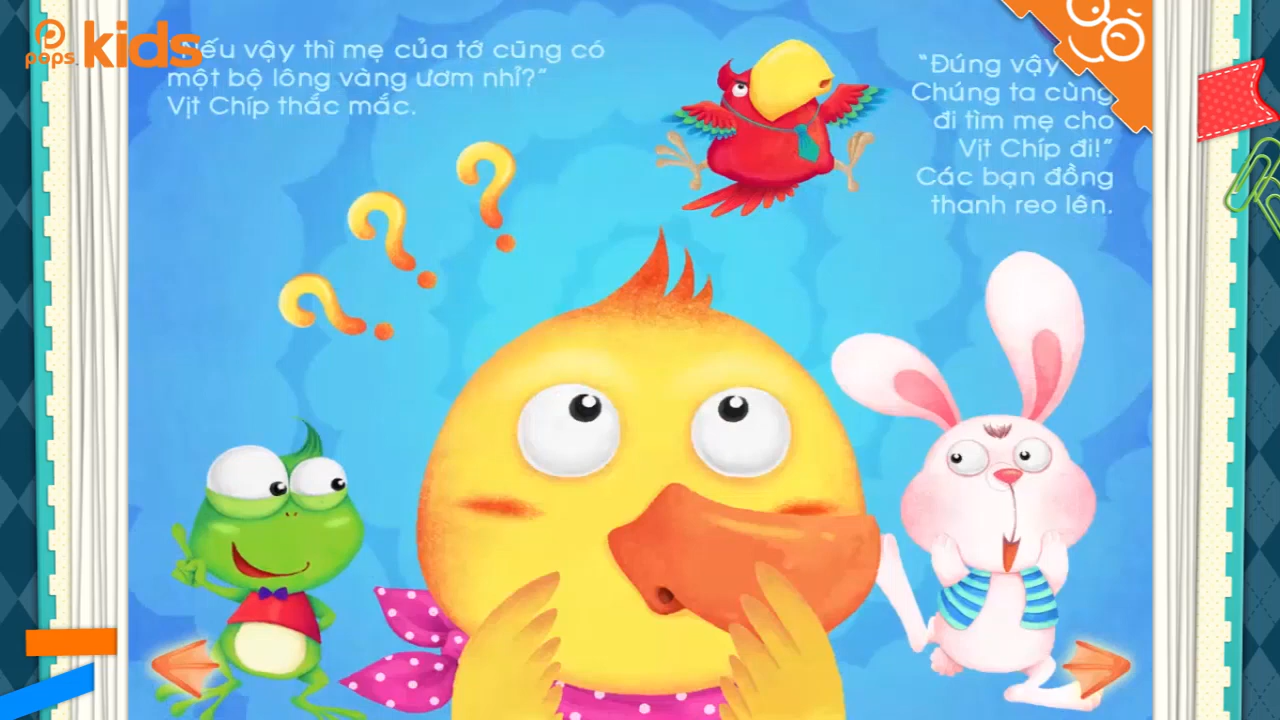 pops kids
Nếu vậy thì mẹ của tớ cũng có
một bộ lông vàng ươm nhỉ?"
Vịt Chíp thắc mắc.
"Đúng vậy
Chúng ta cùng
đi tìm mẹ cho
Vịt Chíp đi!"
Các bạn đồng
thanh reo lên.